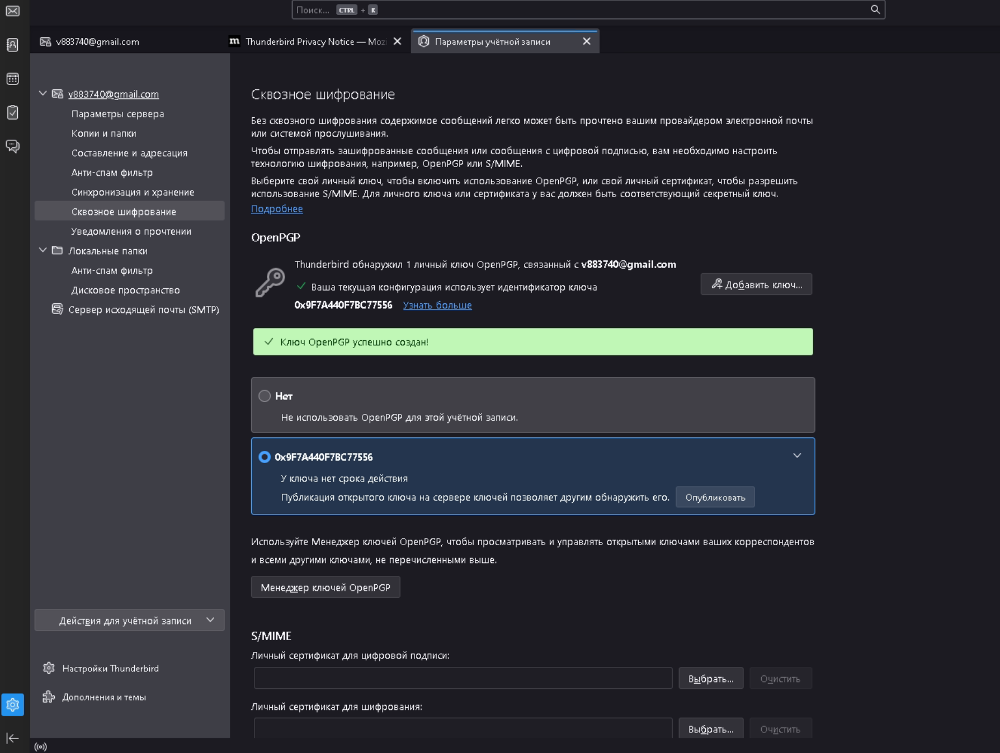 Поиск... CTRL + K
v883740@gmail.com
Thunderbird Privacy Notice — Mozi
Параметры учётной записи
v883740@gmail.com
Параметры сервера
Копии и папки
Составление и адресация
Анти-спам фильтр
Синхронизация и хранение
Сквозное шифрование
Уведомления о прочтении
Локальные папки
Анти-спам фильтр
Дисковое пространство
Сервер исходящей почты (SMTP)
Действия для учётной записи
Настройки Thunderbird
Дополнения и темы
Сквозное шифрование
Без сквозного шифрования содержимое сообщений легко может быть прочтено вашим провайдером электронной почты
или системой прослушивания.
Чтобы отправлять зашифрованные сообщения или сообщения с цифровой подписью, вам необходимо настроить
технологию шифрования, например, OpenPGP или S/MIME.
Выберите свой личный ключ, чтобы включить использование OpenPGP, или свой личный сертификат, чтобы разрешить
использование S/MIME. Для личного ключа или сертификата у вас должен быть соответствующий секретный ключ.
Подробнее
OpenPGP
Thunderbird обнаружил 1 личный ключ OpenPGP, связанный с v883740@gmail.com
Ваша текущая конфигурация использует идентификатор ключа
0x9F7A440F7BC77556 Узнать больше
Добавить ключ...
Ключ OpenPGP успешно создан!
Нет
Не использовать OpenPGP для этой учётной записи.
0x9F7A440F7BC77556
У ключа нет срока действия
Публикация открытого ключа на сервере ключей позволяет другим обнаружить его. Опубликовать
Используйте Менеджер ключей OpenPGP, чтобы просматривать и управлять открытыми ключами ваших корреспондентов
и всеми другими ключами, не перечисленными выше.
Менеджер ключей OpenPGP
S/MIME
Личный сертификат для цифровой подписи:
Выбрать... Очистить
Личный сертификат для шифрования:
Выбрать... Очистить